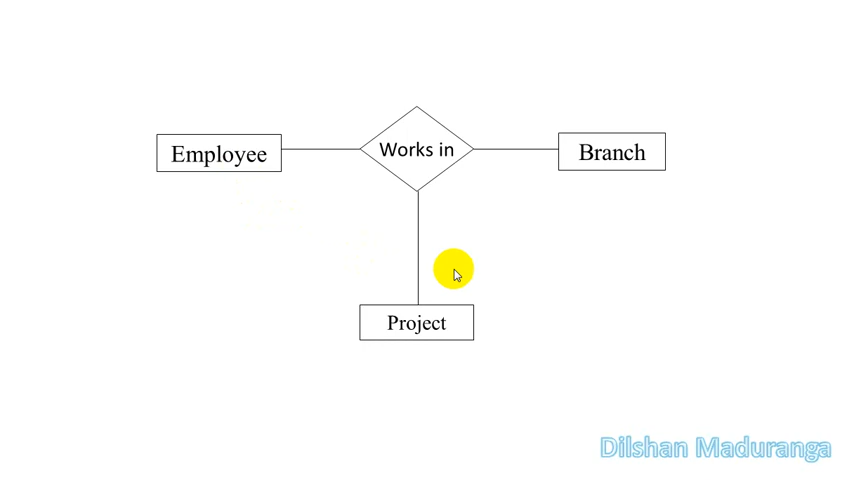 Employee
Works in
Branch
Project
Dilshan Maduranga